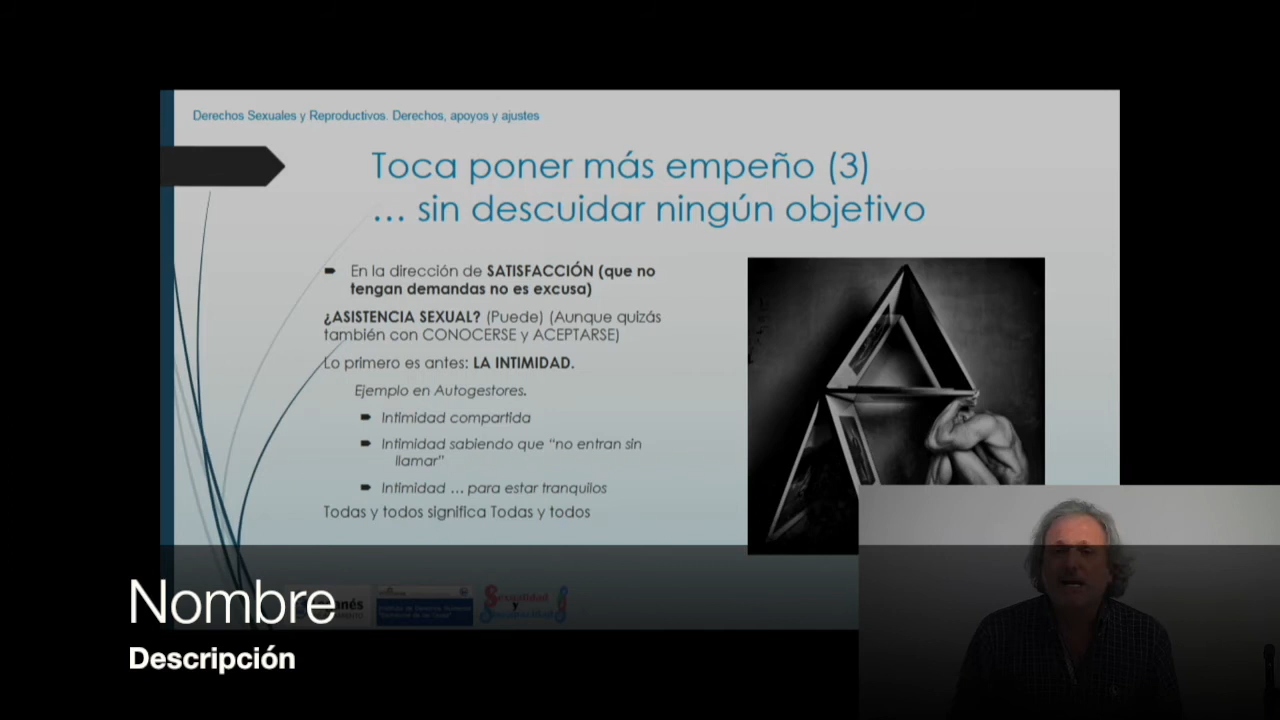 Derechos Sexuales y Reproductivos. Derechos, apoyos y ajustes
Toca poner más empeño (3)
… sin descuidar ningún objetivo
En la dirección de SATISFACCIÓN (que no
tengan demandas no es excusa)
¿ASISTENCIA SEXUAL? (Puede) (Aunque quizás
también con CONOCERSE y ACEPTARSE)
Lo primero es antes: LA INTIMIDAD.
Ejemplo en Autogestores.
Intimidad compartida
Intimidad sabiendo que “no entran sin
llamar”
Intimidad … para estar tranquilos
Todas y todos significa Todas y todos
Sexualidad
y
Nombre
Descripción